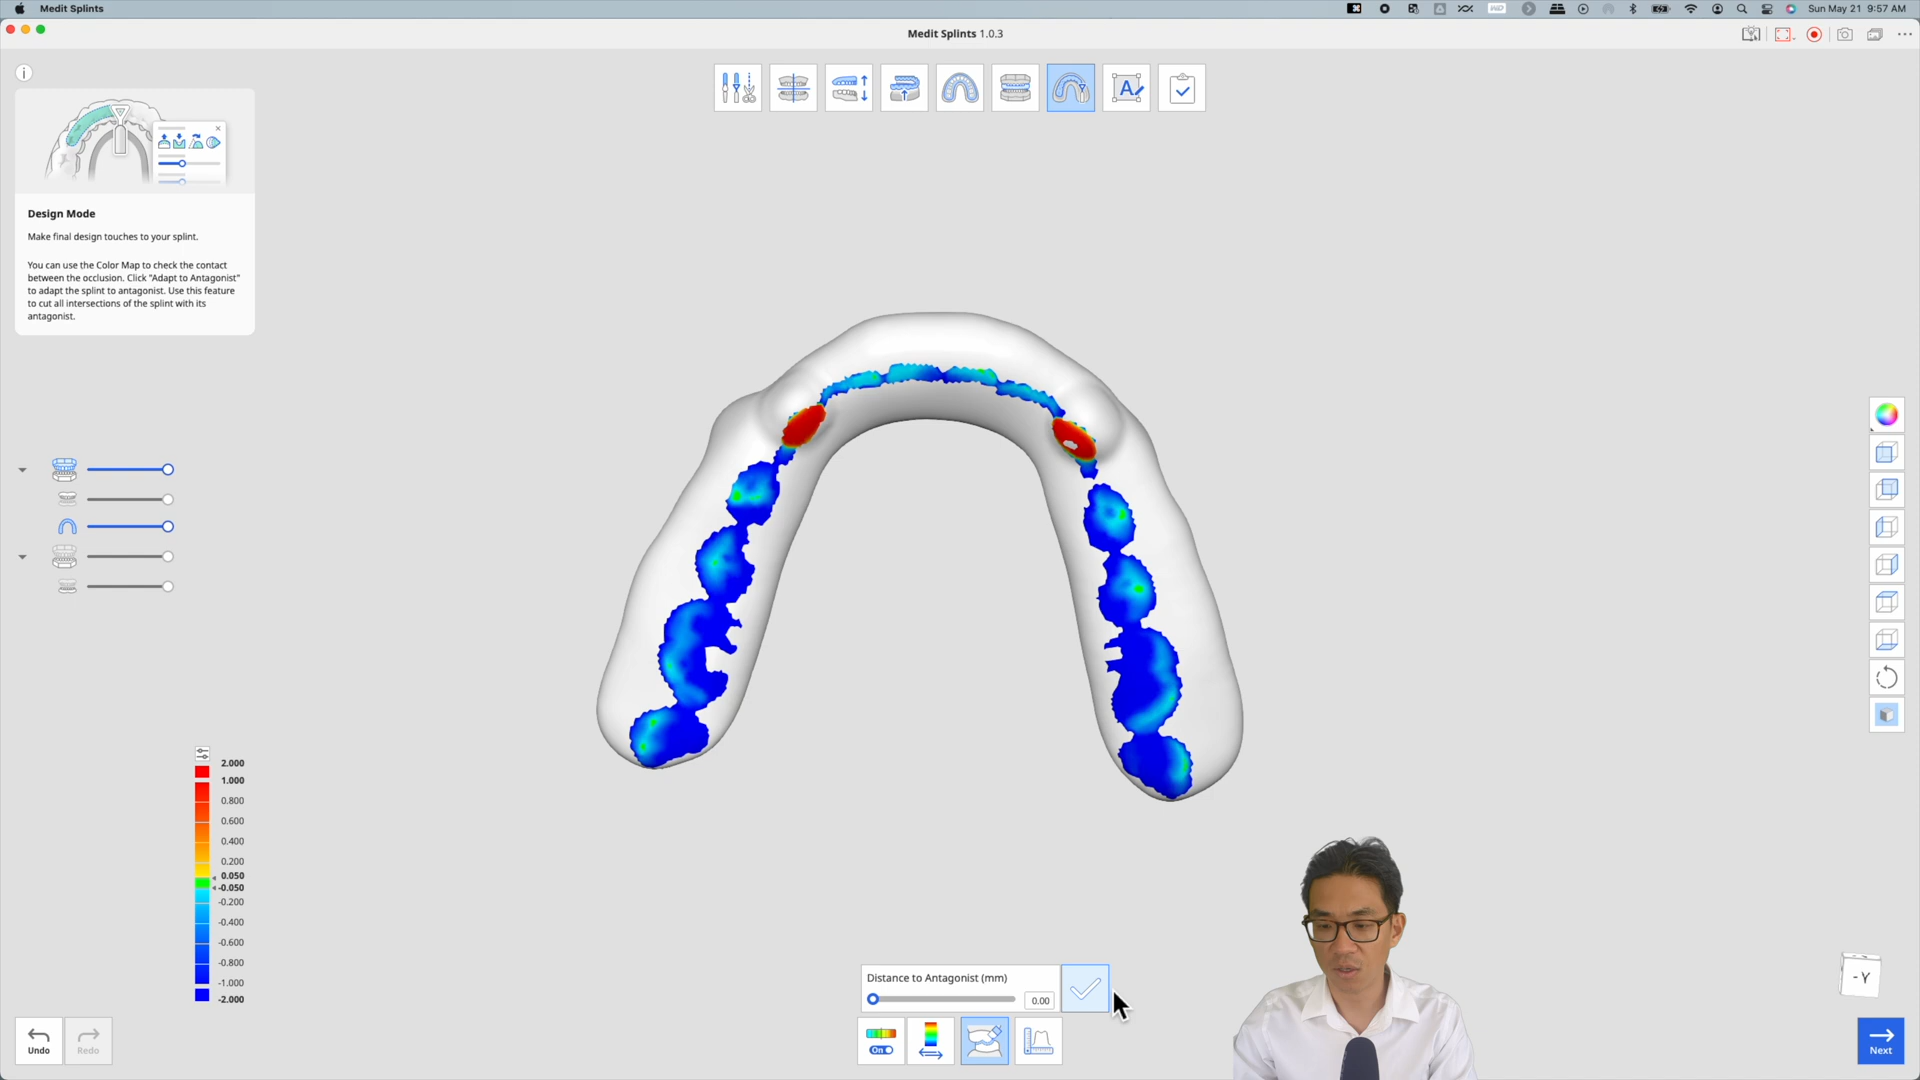 Medit Splints
Sun May 21 9:57 AM
Medit Splints 1.0.3
Design Mode
Make final design touches to your splint.
You can use the Color Map to check the contact
between the occlusion. Click "Adapt to Antagonist"
to adapt the splint to antagonist. Use this feature
to cut all intersections of the splint with its
antagonist.
A
2.000
1.000
0.800
0.600
0.400
0.200
0.050
-0.050
-0.200
-0.400
-0.600
-0.800
-1.000
-2.000
Distance to Antagonist (mm)
0.00
On
Undo
Redo
-Y
Next